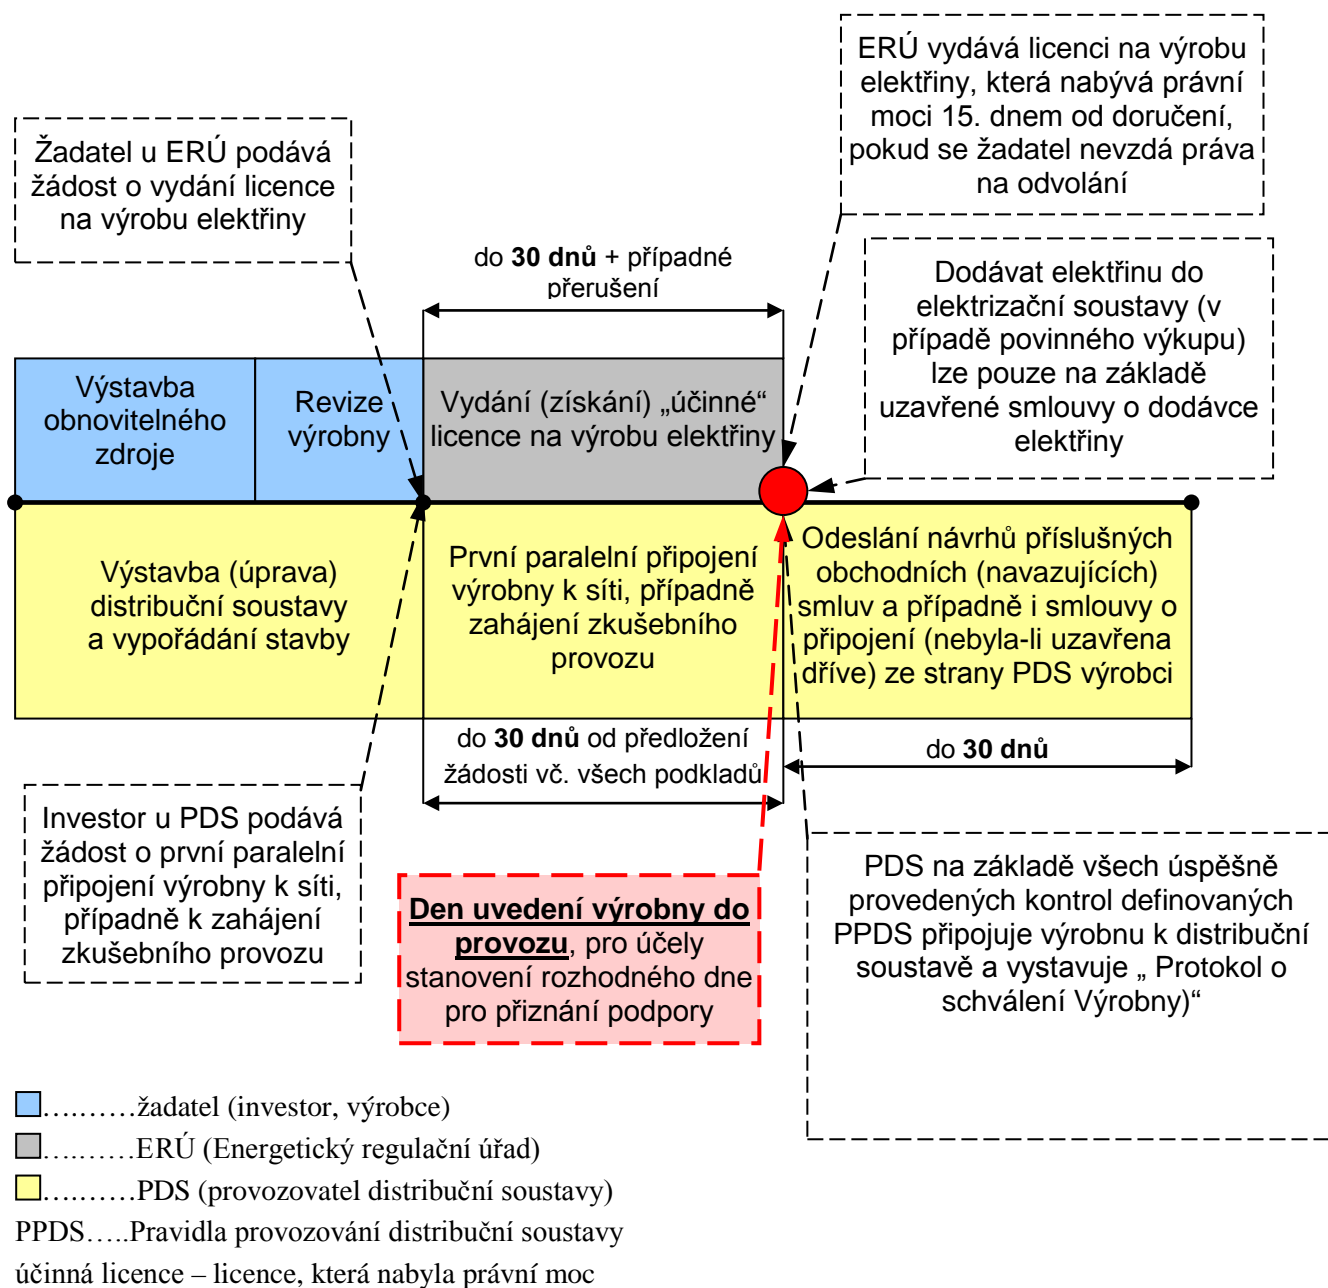 ERÚ vydává licenci na výrobu
elektřiny, která nabývá právní
moci 15. dnem od doručení,
pokud se žadatel nevzdá práva
na odvolání
Žadatel u ERÚ podává
žádost o vydání licence
na výrobu elektřiny
do 30 dnů + případné
přerušení
Dodávat elektřinu do
elektrizační soustavy (v
případě povinného výkupu)
lze pouze na základě
uzavřené smlouvy o dodávce
elektřiny
Výstavba
obnovitelného
zdroje
Revize
výrobny
Vydání (získání) „účinné“
licence na výrobu elektřiny
Výstavba (úprava)
distribuční soustavy
a vypořádání stavby
První paralelní připojení
výrobny k síti, případně
zahájení zkušebního
provozu
Odeslání návrhů příslušných
obchodních (navazujících)
smluv a případně i smlouvy o
připojení (nebyla-li uzavřena
dříve) ze strany PDS výrobci
do 30 dnů od předložení
žádosti vč. všech podkladů
do 30 dnů
Investor u PDS podává
žádost o první paralelní
připojení výrobny k síti,
případně k zahájení
zkušebního provozu
Den uvedení výrobny do
provozu, pro účely
stanovení rozhodného dne
pro přiznání podpory
PDS na základě všech úspěšně
provedených kontrol definovaných
PPDS připojuje výrobnu k distribuční
soustavě a vystavuje „ Protokol o
schválení Výrobny)“
….……žadatel (investor, výrobce)
….……ERÚ (Energetický regulační úřad)
….……PDS (provozovatel distribuční soustavy)
PPDS…..Pravidla provozování distribuční soustavy
účinná licence – licence, která nabyla právní moc